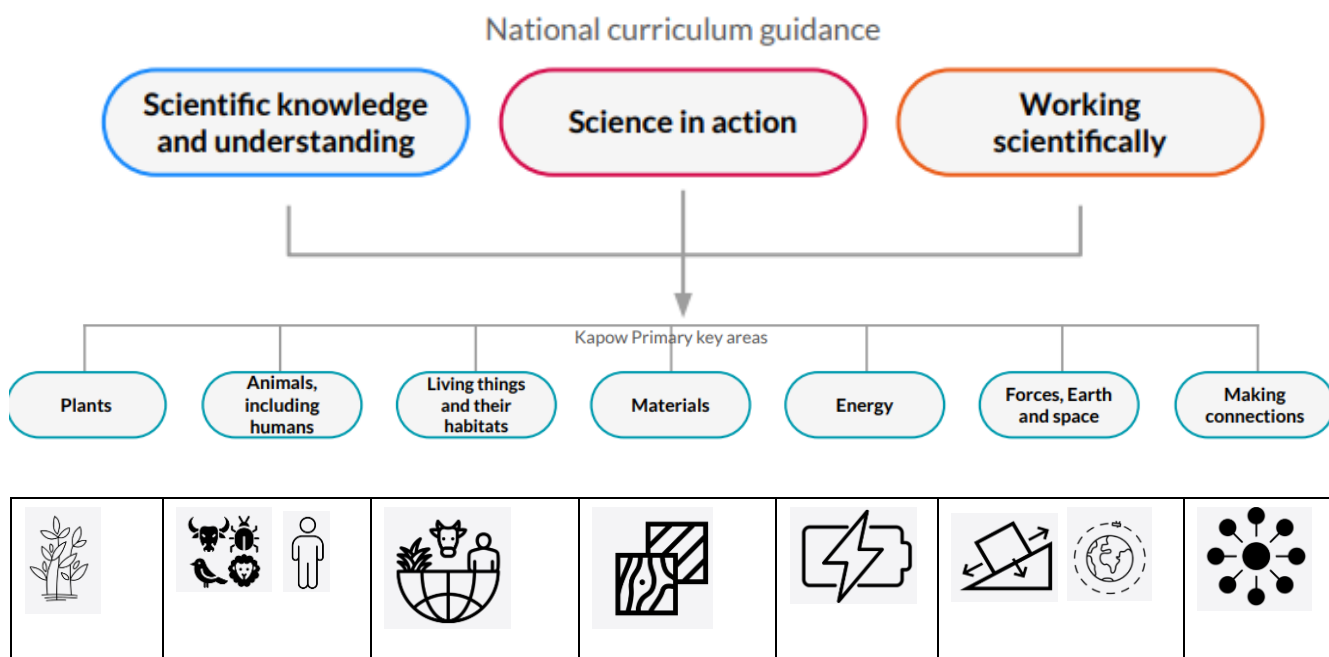 National curriculum guidance
Scientific knowledge
and understanding
Science in action
Working
scientifically
Kapow Primary key areas
Plants
Animals,
including
humans
Living things
and their
habitats
Materials
Energy
Forces, Earth
and space
Making
connections